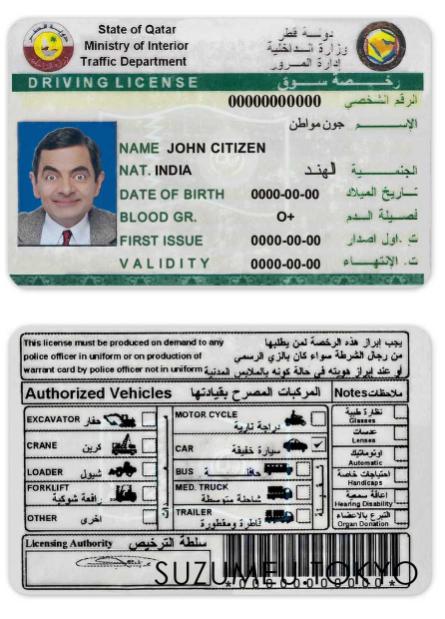 State of Qatar
Ministry of Interior
Traffic Department
دولة قطر
وزارة الداخلية
إدارة المرور
DRIVING LICENSE رخصة سوق
00000000000 الرقم الشخصي
الإسم جون مواطن
NAME JOHN CITIZEN
NAT. INDIA الجنسية الهند
DATE OF BIRTH 0000-00-00 تاريخ الميلاد
BLOOD GR. O+ فصيلة الدم
FIRST ISSUE 0000-00-00 ت .اول اصدار
VALIDITY 0000-00-00 ت .الإنتهاء
This license must be produced on demand to any
police officer in uniform or on production of
warrant card by police officer not in uniform
يجب إبراز هذه الرخصة لمن يطلبها
من رجال الشرطة سواء كان بالزي الرسمي
أو عند إبراز هويته في حالة كونه بالملابس المدنية
Authorized Vehicles المركبات المصرح بقيادتها
Notes ملاحظات
EXCAVATOR حفار
CRANE كرين
LOADER شيول
FORKLIFT رافعة شوكية
OTHER اخرى
MOTOR CYCLE دراجة نارية
CAR سيارة خفيفة
BUS حافلة
MED. TRUCK شاحنة متوسطة
TRAILER قاطرة ومقطورة
نظارة طبية
Glasses
عدسات
Lenses
اوتوماتيك
Automatic
احتياجات خاصة
Handicaps
اعاقة سمعية
Hearing Disability
التبرع بالأعضاء
Organ Donation
Licensing Authority سلطة الترخيص
SUZUMEJ.TOKYO
*00000000000*